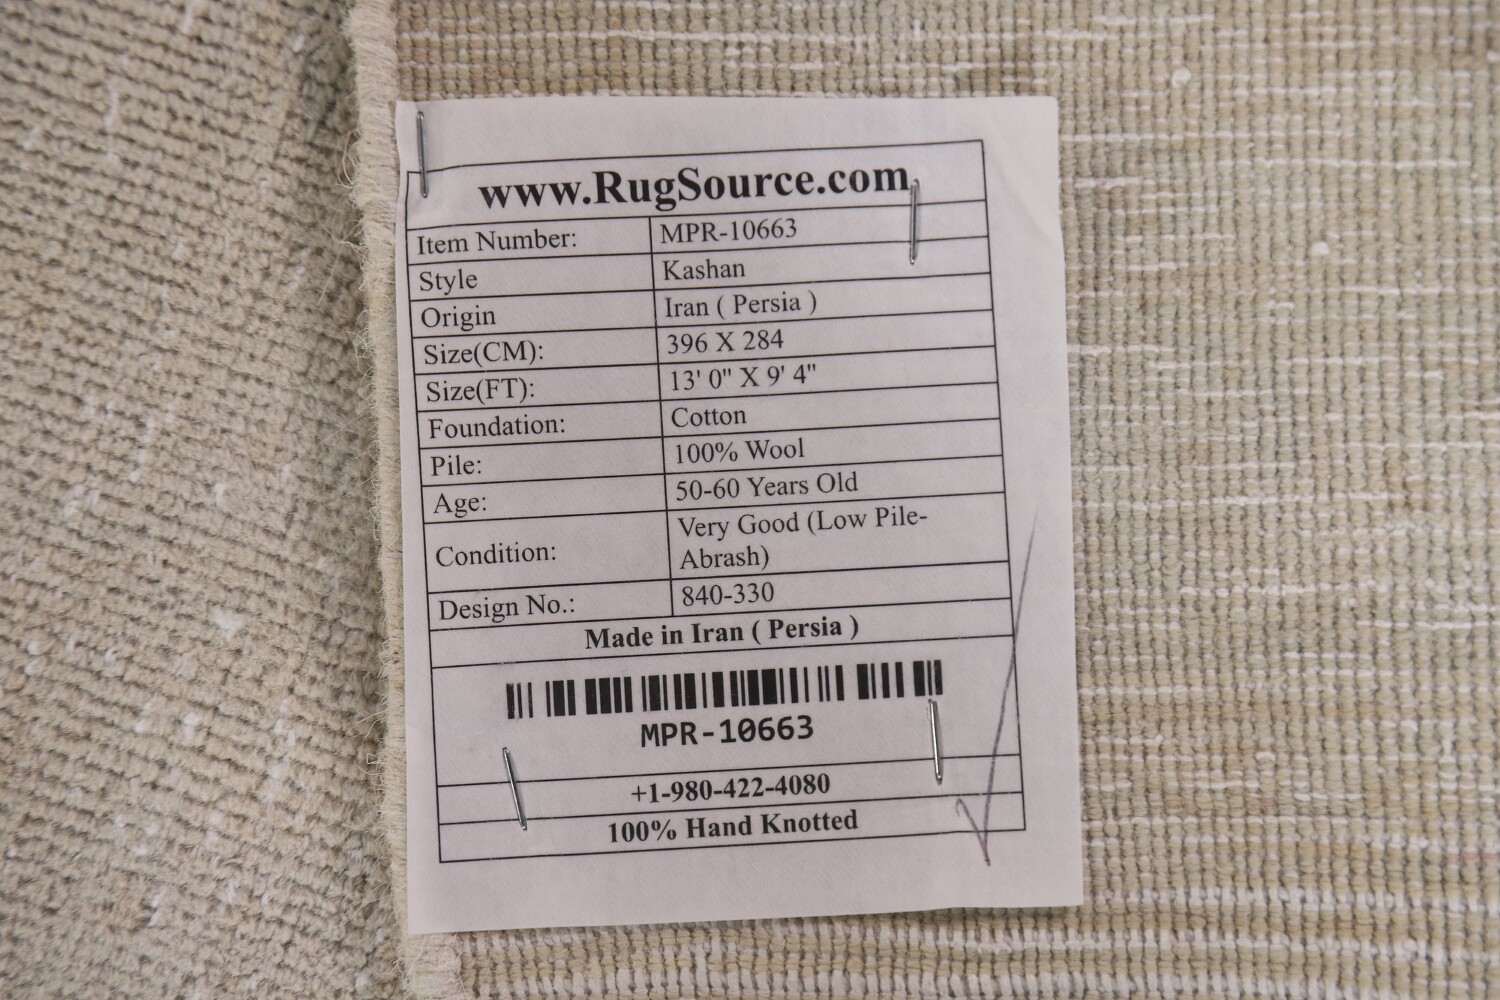 www.RugSource.com
Item Number: MPR-10663
Style Kashan
Origin Iran ( Persia )
Size(CM): 396 X 284
Size(FT): 13' 0" X 9' 4"
Foundation: Cotton
Pile: 100% Wool
Age: 50-60 Years Old
Condition: Very Good (Low Pile-
Abrash)
Design No.: 840-330
Made in Iran ( Persia )
MPR-10663
+1-980-422-4080
100% Hand Knotted